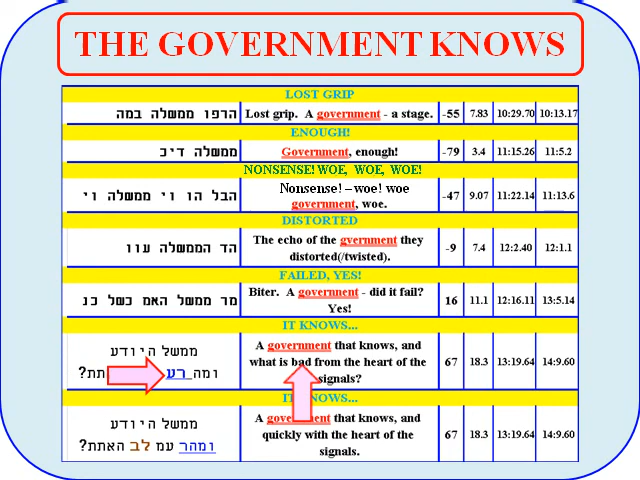 THE GOVERNMENT KNOWS
LOST GRIP
הרפו ממשלה במה Lost grip. A government - a stage. -55 7.83 10:29.70 10:13.17
ENOUGH!
ממשלה דיכ Government, enough! -79 3.4 11:15.26 11:5.2
NONSENSE! WOE, WOE, WOE!
הבל הו וי ממשלה וי Nonsense! – woe! woe -47 9.07 11:22.14 11:13.6
government, woe.
DISTORTED
הד הממשלה עוו The echo of the gvernment they -9 7.4 12:2.40 12:1.1
distorted(/twisted).
FAILED, YES!
מר ממשל האמ כשל כנ Biter. A government - did it fail? 16 11.1 12:16.11 13:5.14
Yes!
IT KNOWS...
ממשל היודע A government that knows, and
ומה רע תת? what is bad from the heart of the 67 18.3 13:19.64 14:9.60
signals?
KNOWS...
ממשל היודע A that knows, and
ומהר עמ לב האתת? quickly with the heart of the 67 18.3 13:19.64 14:9.60
signals.